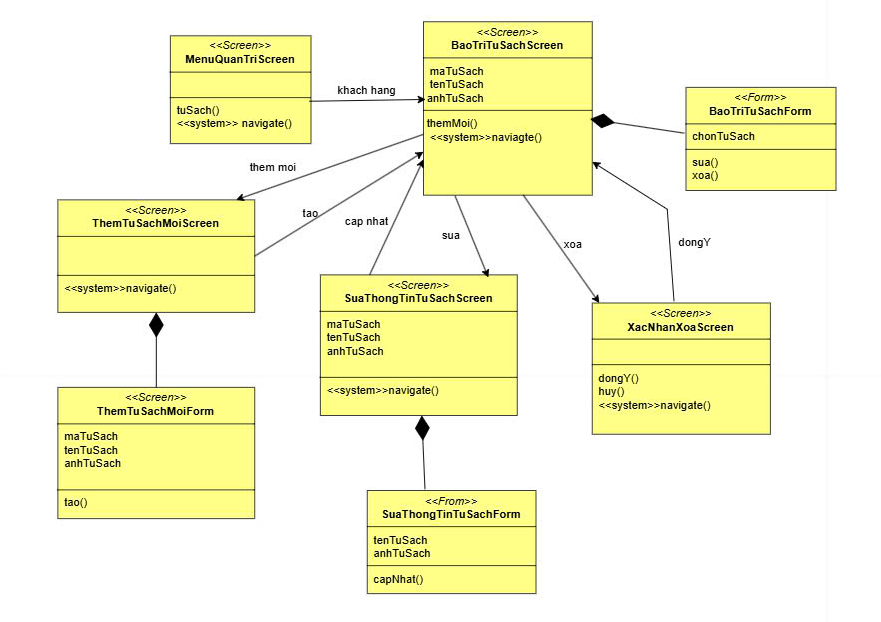 <<Screen>>
MenuQuanTriScreen
tuSach()
<<system>> navigate()
khach hang
<<Screen>>
BaoTriTuSachScreen
maTuSach
tenTuSach
anhTuSach
themMoi()
<<system>>naviagte()
<<Form>>
BaoTriTuSachForm
chonTuSach
sua()
xoa()
them moi
tao
cap nhat
sua
xoa
dongY
<<Screen>>
ThemTuSachMoiScreen
<<system>>navigate()
<<Screen>>
SuaThongTinTuSachScreen
maTuSach
tenTuSach
anhTuSach
<<system>>navigate()
<<Screen>>
XacNhanXoaScreen
dongY()
huy()
<<system>>navigate()
<<Screen>>
ThemTuSachMoiForm
maTuSach
tenTuSach
anhTuSach
tao()
<<From>>
SuaThongTinTuSachForm
tenTuSach
anhTuSach
capNhat()